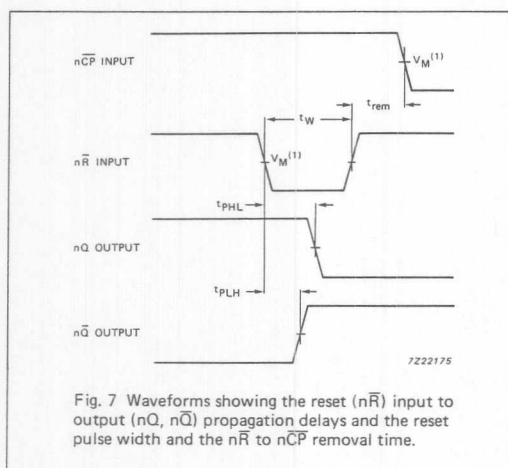 nC̅P̅ INPUT
V_M(1)
t_rem
t_W
nR̅ INPUT
V_M(1)
t_PHL
nQ OUTPUT
t_PLH
nQ̅ OUTPUT
7Z22175
Fig. 7 Waveforms showing the reset (nR̅) input to
output (nQ, nQ̅) propagation delays and the reset
pulse width and the nR̅ to nC̅P̅ removal time.